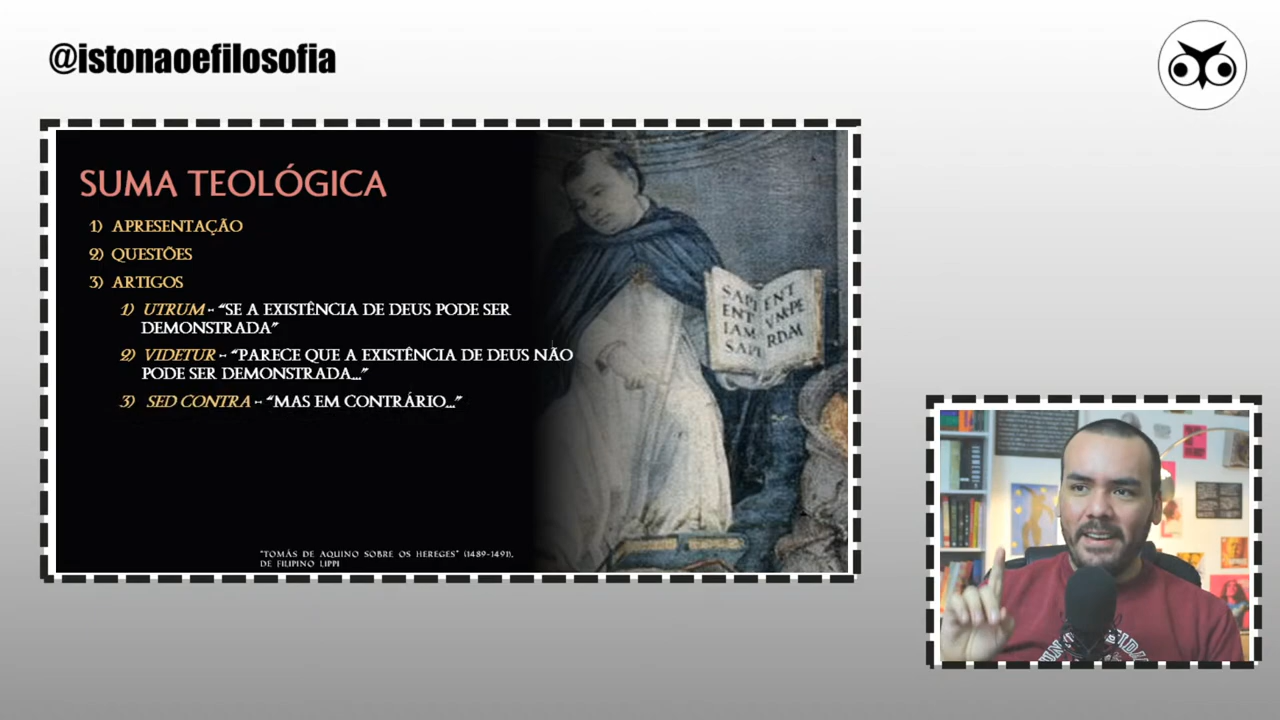 @istonaoefilosofia
SUMA TEOLÓGICA
1) APRESENTAÇÃO
2) QUESTÕES
3) ARTIGOS
1) UTRUM - “SE A EXISTÊNCIA DE DEUS PODE SER
DEMONSTRADA”
2) VIDETUR - “PARECE QUE A EXISTÊNCIA DE DEUS NÃO
PODE SER DEMONSTRADA...”
3) SED CONTRA - “MAS EM CONTRÁRIO...”
SAPI ENT
ENT VM·PE
IAM RDAM
SAPI
"TOMÁS DE AQUINO SOBRE OS HEREGES" (1489-1491),
DE FILIPINO LIPPI